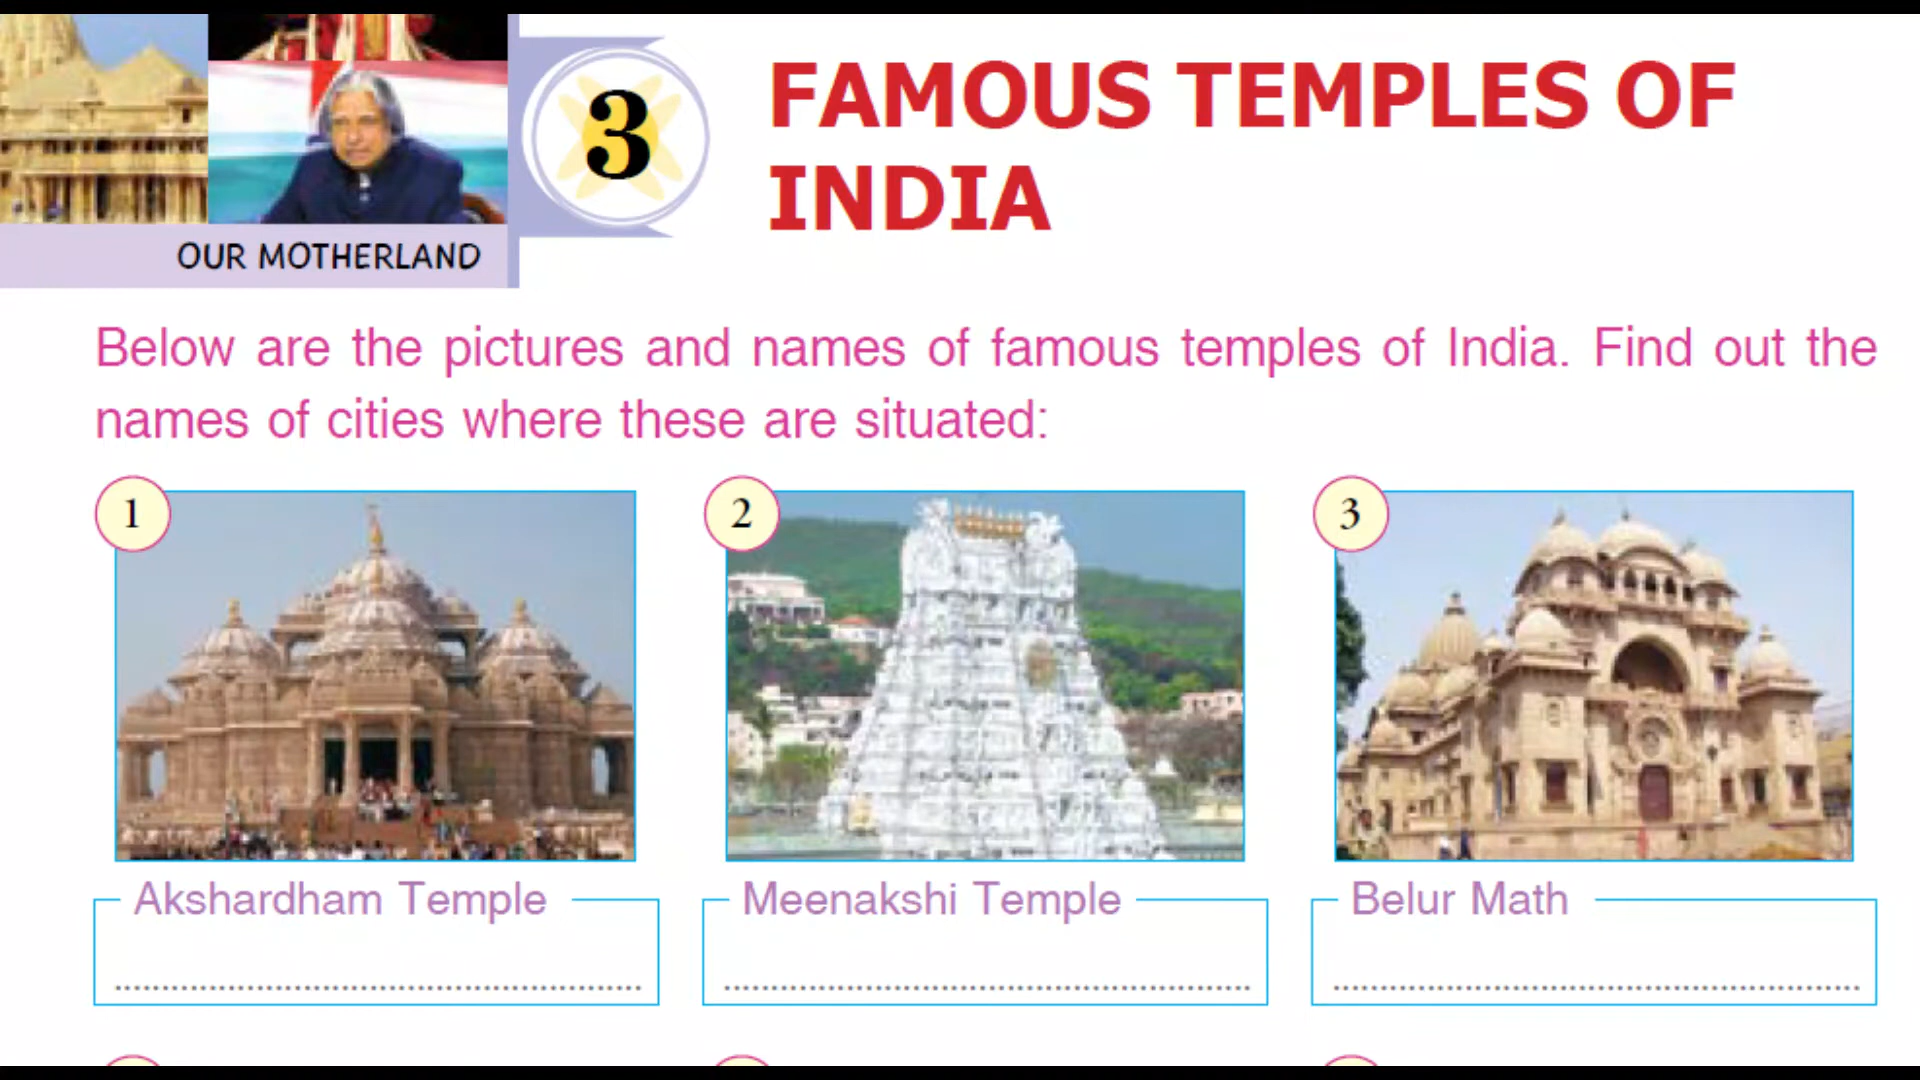 OUR MOTHERLAND
3
FAMOUS TEMPLES OF
INDIA
Below are the pictures and names of famous temples of India. Find out the
names of cities where these are situated:
1
2
3
Akshardham Temple
Meenakshi Temple
Belur Math